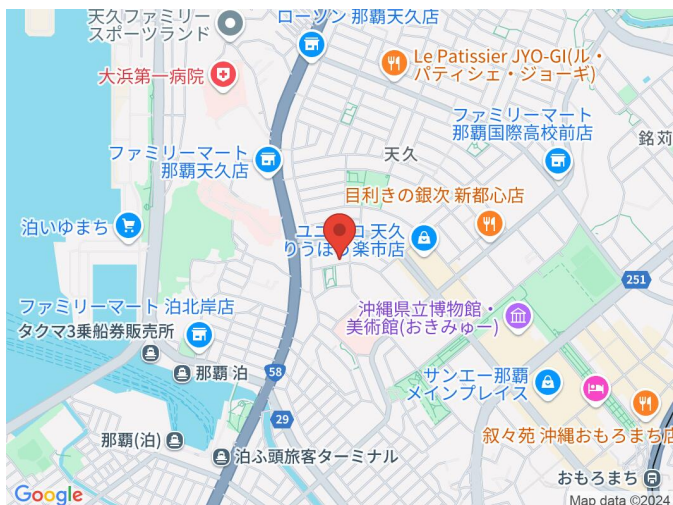 天久ファミリー
スポーツランド
ローソン 那覇天久店
Le Patissier JYO-GI(ル・
パティシェ・ジョーギ)
大浜第一病院
ファミリーマート
那覇国際高校前店
銘苅
天久
ファミリーマート
那覇天久店
目利きの銀次 新都心店
泊いゆまち
ユニ
ロ 天久
りうぼう楽市店
251
ファミリーマート 泊北岸店
沖縄県立博物館・
美術館(おきみゅー)
タクマ3乗船券販売所
那覇 泊
58
サンエー那覇
メインプレイス
29
叙々苑 沖縄おもろまち店
那覇(泊)
泊ふ頭旅客ターミナル
おもろまち
Google
Map data ©2024